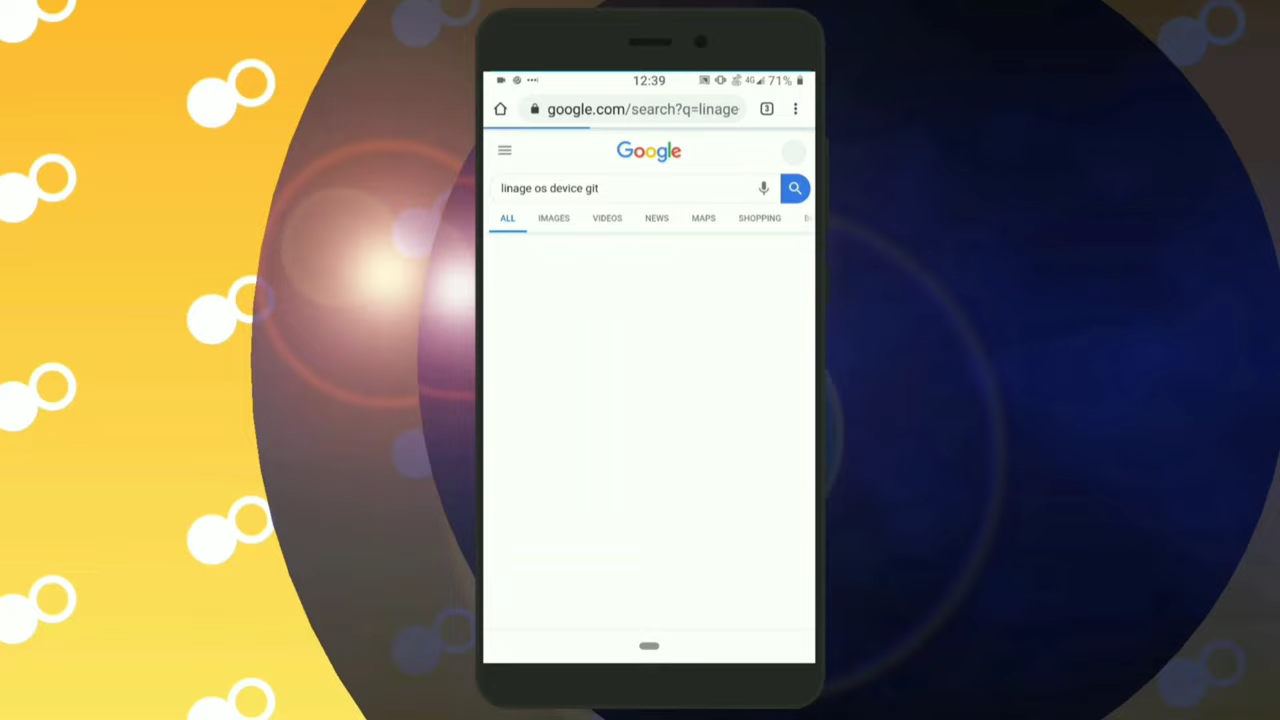 12:39
4G 71%
google.com/search?q=linage
3
Google
linage os device git
ALL IMAGES VIDEOS NEWS MAPS SHOPPING